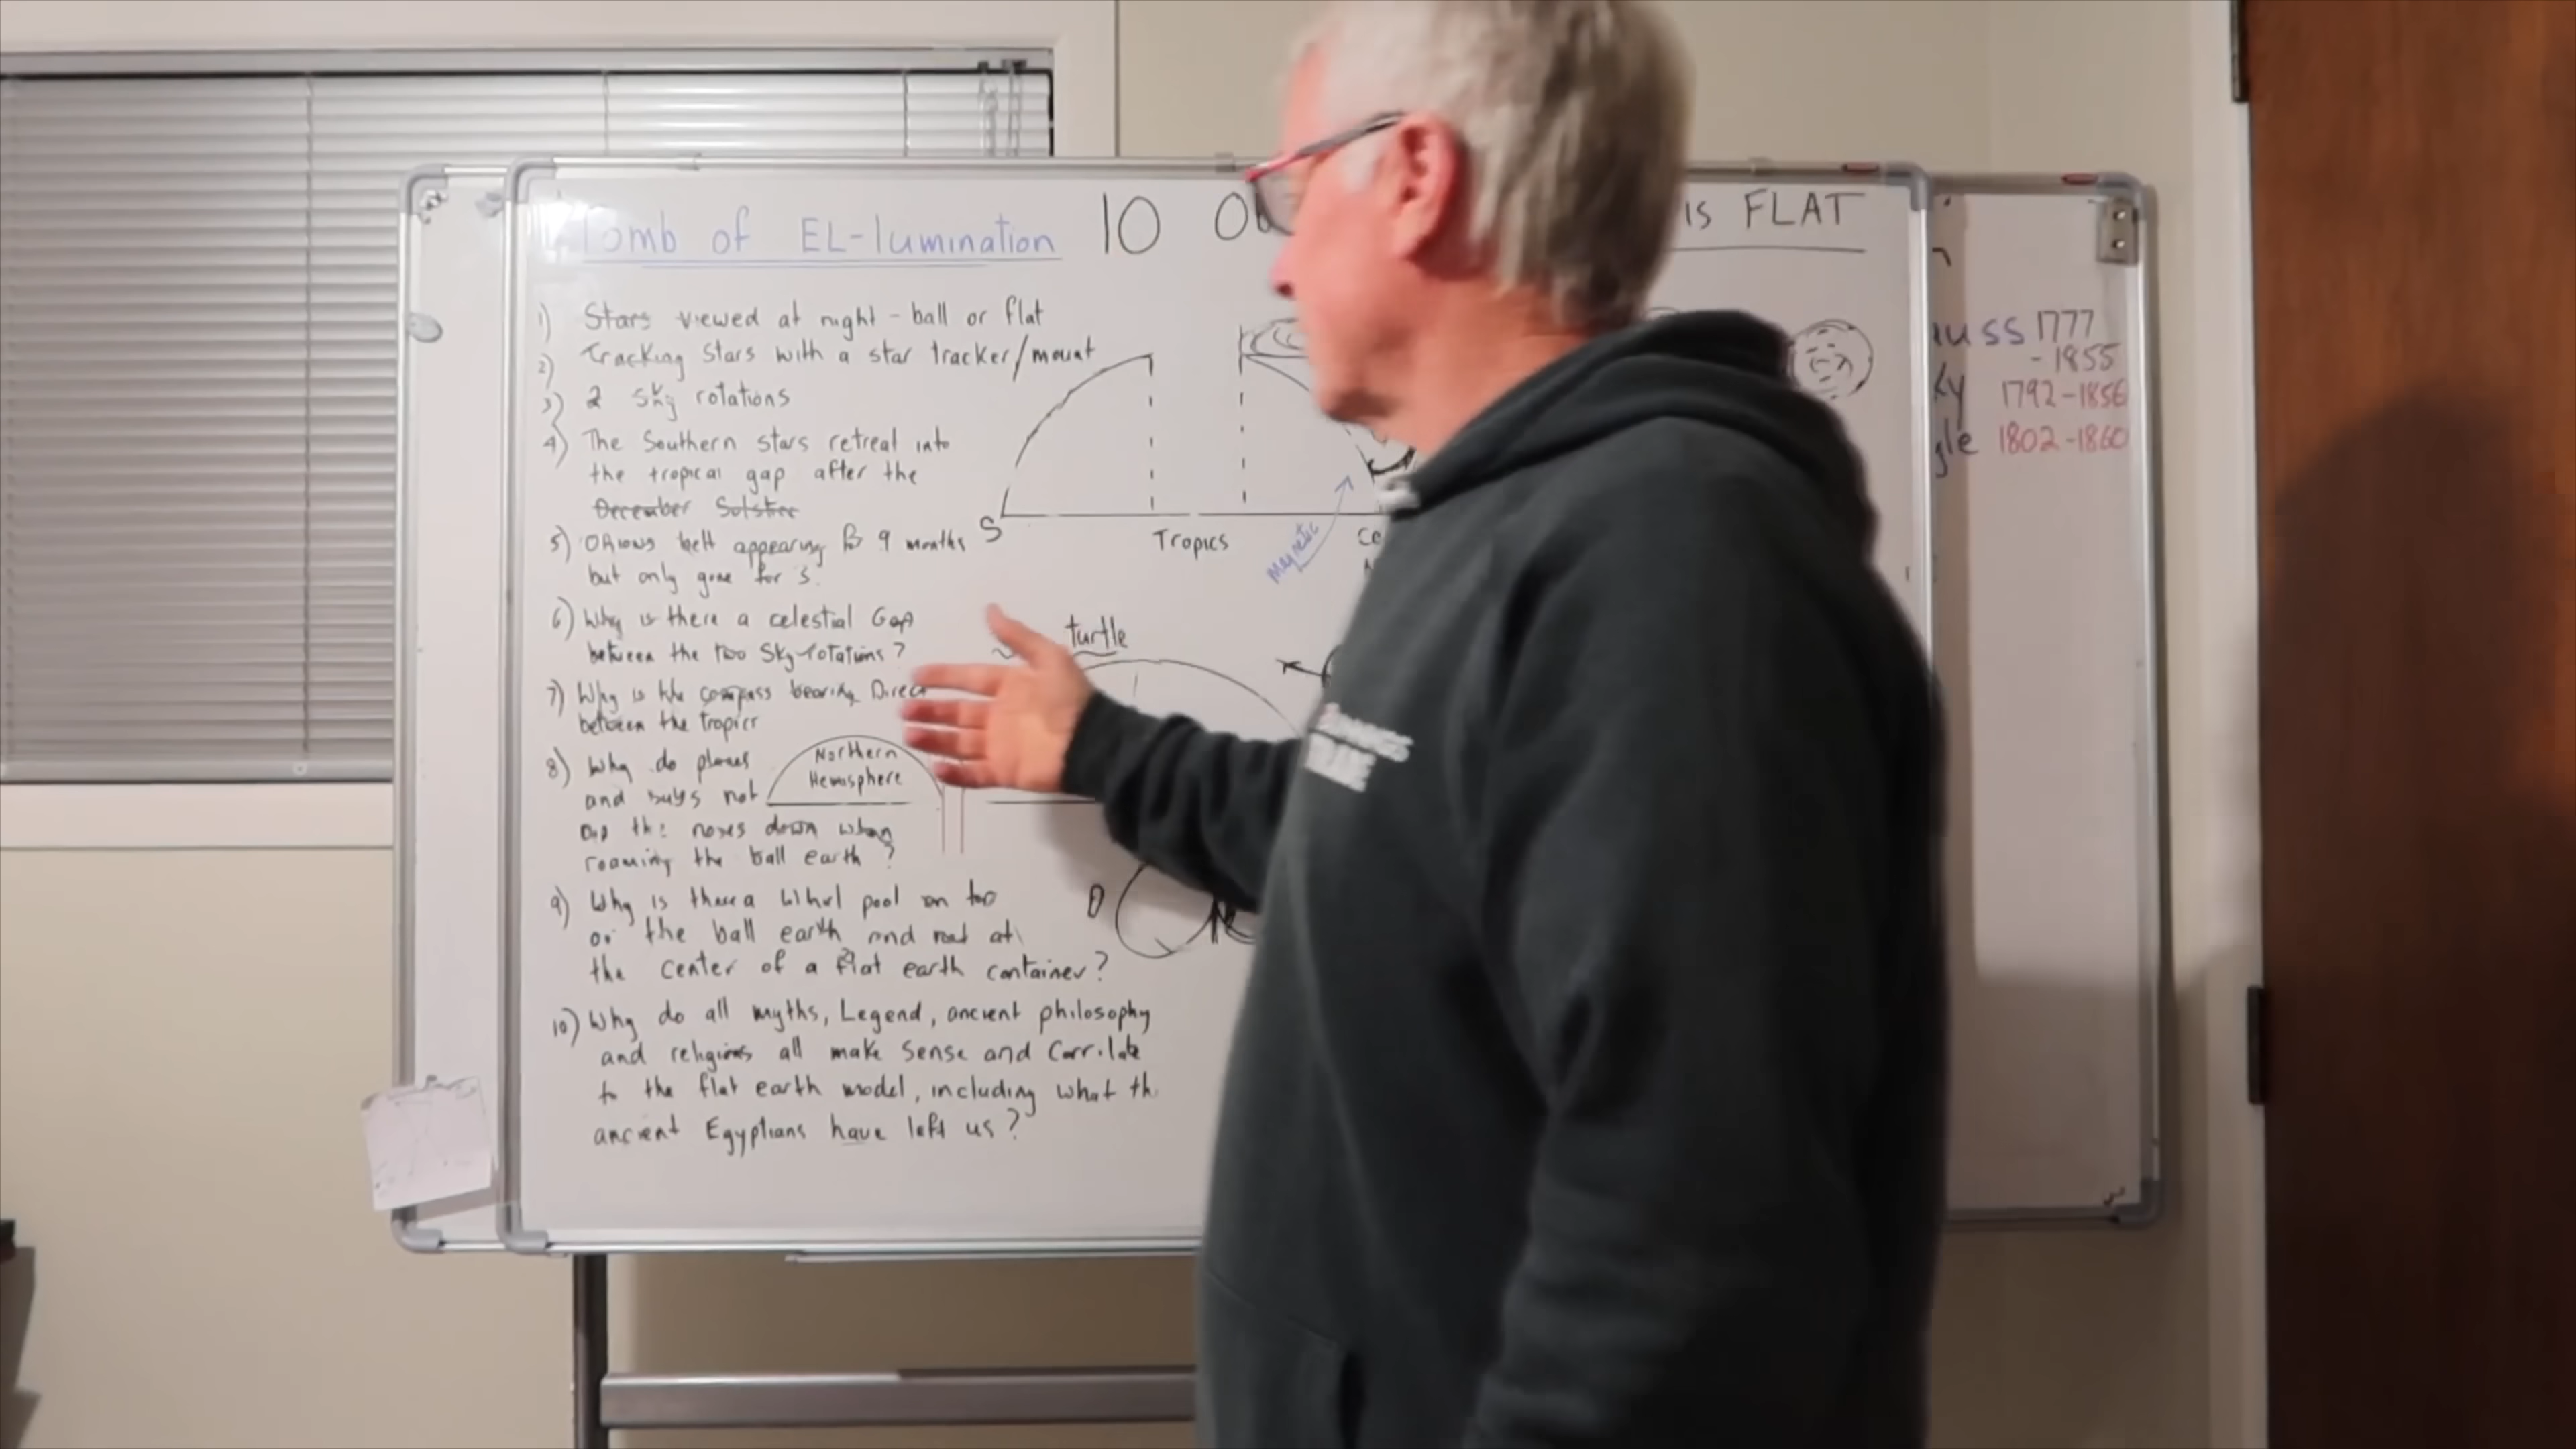 Tomb of EL-lumination 10 Ob
is FLAT
1) Stars viewed at night - ball or flat
2) Tracking Stars with a star tracker/mount
3) 2 sky rotations
4) The Southern stars retreat into
the tropical gap after the
December Solstice
5) ORions belt appearing for 9 months
but only gone for 3.
6) Why is there a celestial Gap
between the two Sky-rotations?
7) Why is the compass bearing Direct
between the tropics
8) Why do planes
and not
the noses down when
roaming the ball earth?
9) Why is there a pool on top
of the ball earth and not at
the center of a flat earth container?
10) Why do all myths, Legend, ancient philosophy
and religions all make Sense and Corrilate
to the flat earth model, including what th
ancient Egyptians have left us?
S
Tropics
Magnetic
Ce
turtle
Northern
Hemisphere
auss 1777
- 1855
ky 1792-1856
gle 1802-1860